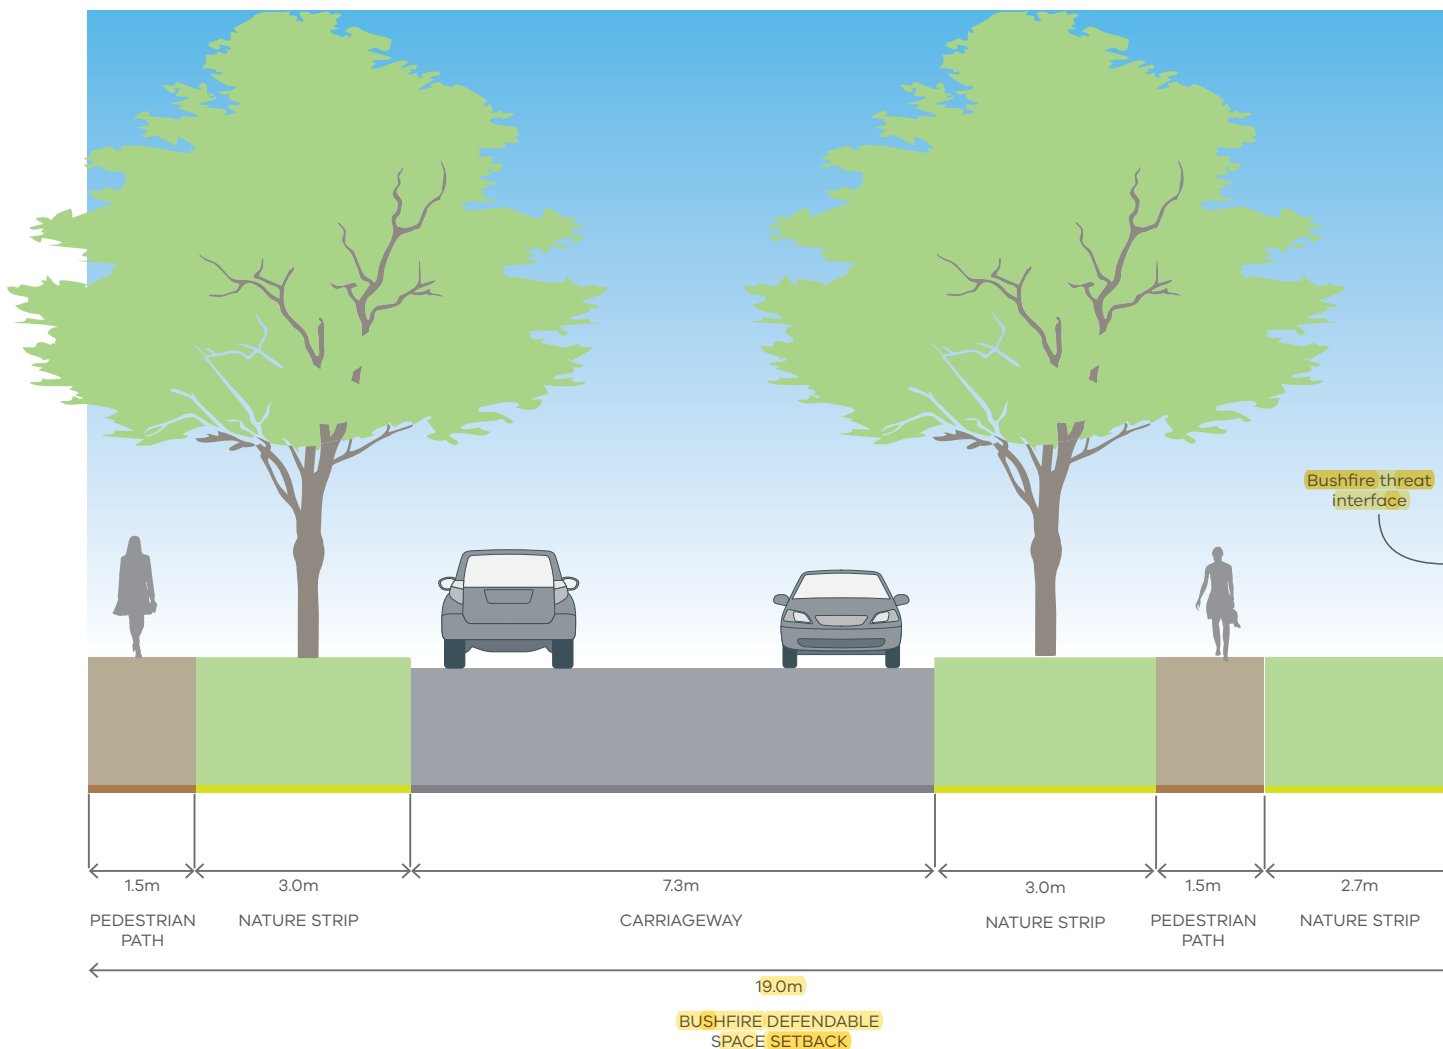 Bushfire threat
interface
1.5m
3.0m
7.3m
3.0m
1.5m
2.7m
PEDESTRIAN
PATH
NATURE STRIP
CARRIAGEWAY
NATURE STRIP
PEDESTRIAN
PATH
NATURE STRIP
19.0m
BUSHFIRE DEFENDABLE
SPACE SETBACK